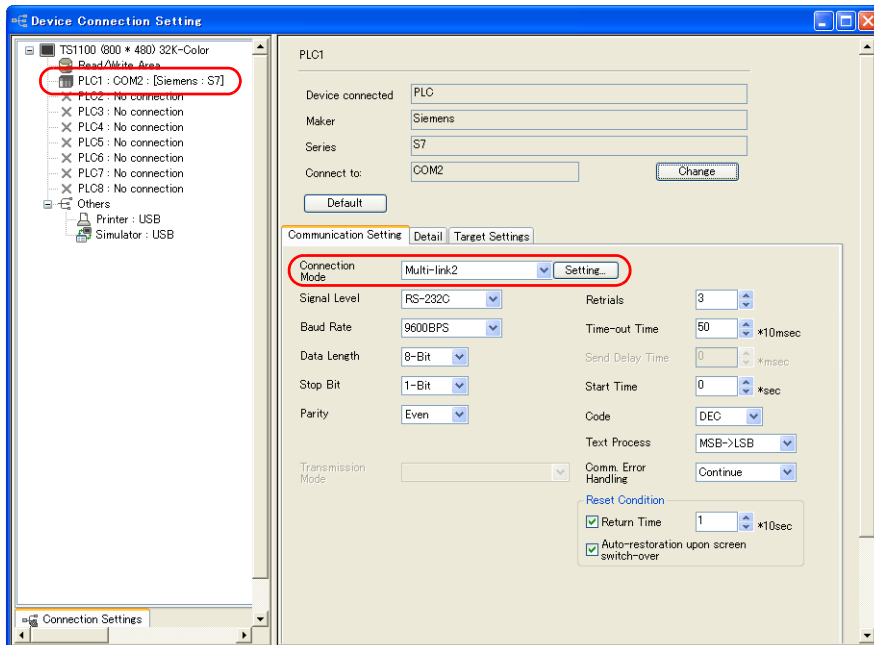 Device Connection Setting
TS1100 (800 * 480) 32K-Color
Read/Write Area
PLC1 : COM2 : [Siemens : S7]
PLC2 : No connection
PLC3 : No connection
PLC4 : No connection
PLC5 : No connection
PLC6 : No connection
PLC7 : No connection
PLC8 : No connection
Others
Printer : USB
Simulator : USB
Connection Settings
PLC1
Device connected PLC
Maker Siemens
Series S7
Connect to: COM2 Change
Default
Communication Setting Detail Target Settings
Connection
Mode Multi-link2 Setting...
Signal Level RS-232C
Baud Rate 9600BPS
Data Length 8-Bit
Stop Bit 1-Bit
Parity Even
Transmission
Mode
Retrials 3
Time-out Time 50 *10msec
Send Delay Time 0 *msec
Start Time 0 *sec
Code DEC
Text Process MSB->LSB
Comm. Error
Handling Continue
Reset Condition
Return Time 1 *10sec
Auto-restoration upon screen
switch-over